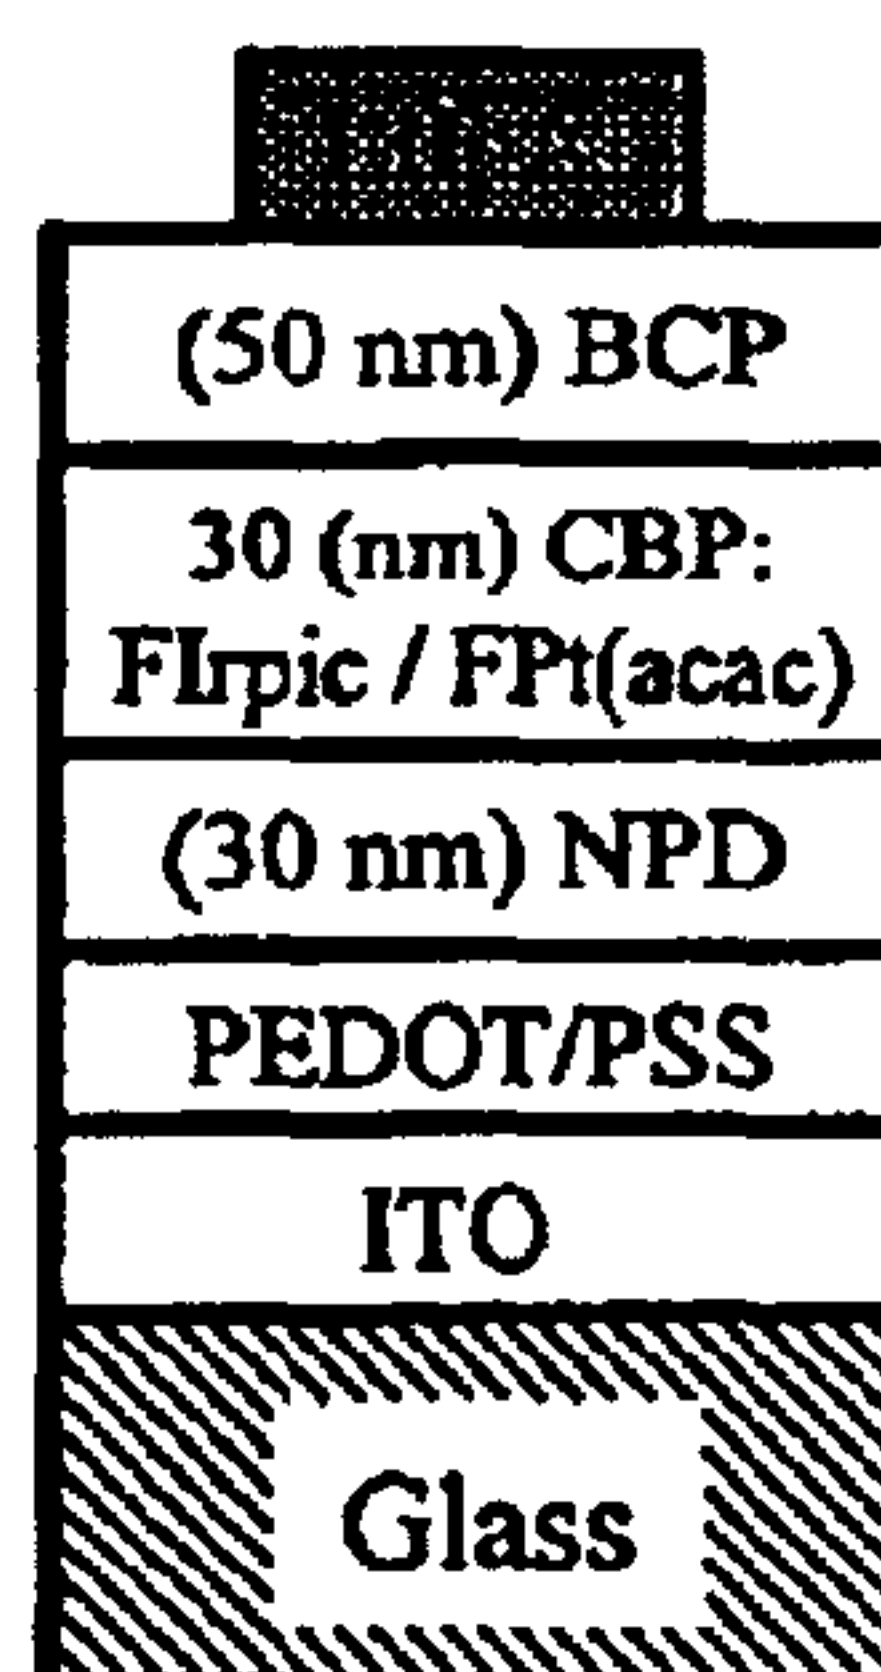 (50 nm) BCP
30 (nm) CBP:
FIrpic / FPt(acac)
(30 nm) NPD
PEDOT/PSS
ITO
Glass